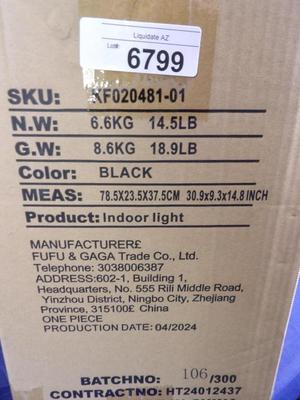 Liquidate AZ
Lot#
6799
SKU: KF020481-01
N.W: 6.6KG 14.5LB
G.W: 8.6KG 18.9LB
Color: BLACK
MEAS: 78.5X23.5X37.5CM 30.9x9.3x14.8 INCH
Product: Indoor light
MANUFACTURER£
FUFU & GAGA Trade Co., Ltd.
Telephone: 3038006387
ADDRESS:602-1, Building 1,
Headquarters, No. 555 Rili Middle Road,
Yinzhou District, Ningbo City, Zhejiang
Province, 315100£ China
ONE PIECE
PRODUCTION DATE: 04/2024
BATCHNO: 106/300
CONTRACTNO: HT24012437